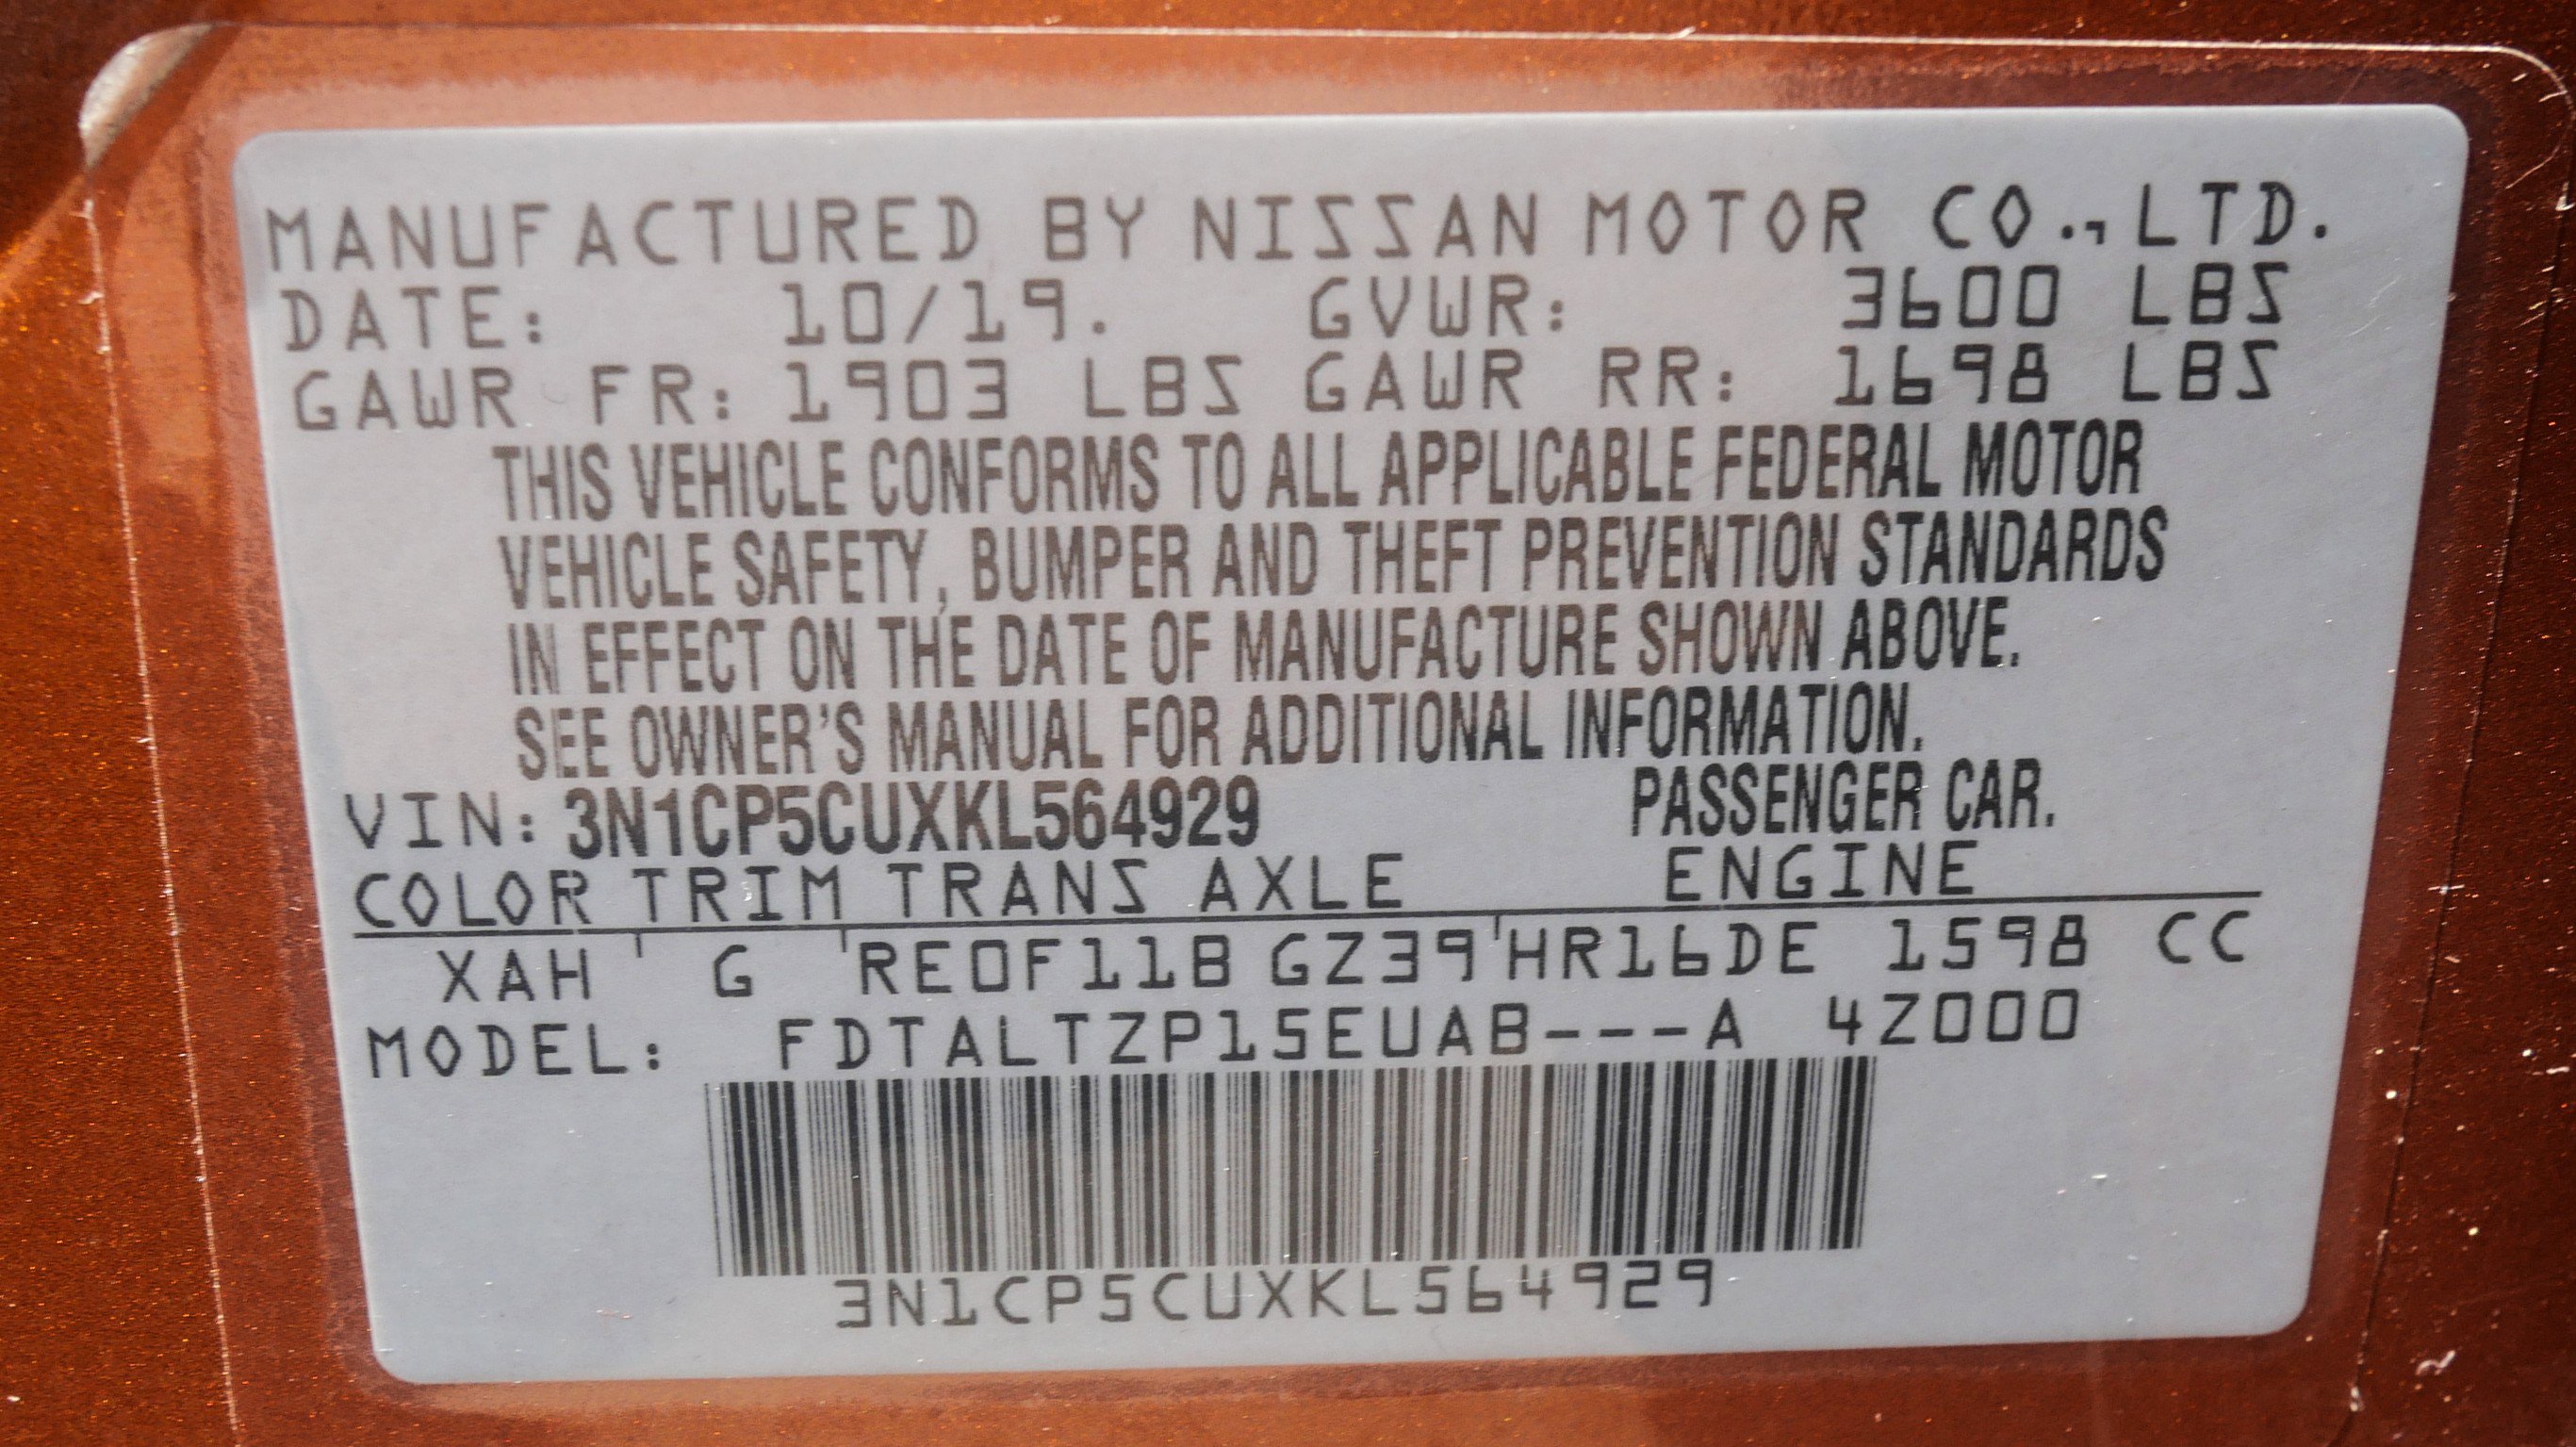 MANUFACTURED BY NISSAN MOTOR CO., LTD.
DATE: 10/19. GVWR: 3600 LBS
GAWR FR: 1903 LBS GAWR RR: 1698 LBS
THIS VEHICLE CONFORMS TO ALL APPLICABLE FEDERAL MOTOR
VEHICLE SAFETY, BUMPER AND THEFT PREVENTION STANDARDS
IN EFFECT ON THE DATE OF MANUFACTURE SHOWN ABOVE.
SEE OWNER'S MANUAL FOR ADDITIONAL INFORMATION.
VIN: 3N1CP5CUXKL564929 PASSENGER CAR.
COLOR TRIM TRANS AXLE ENGINE
XAH G RE0F11B GZ39 HR16DE 1598 CC
MODEL: FDTALTZP15EUAB---A 4Z000
3N1CP5CUXKL564929